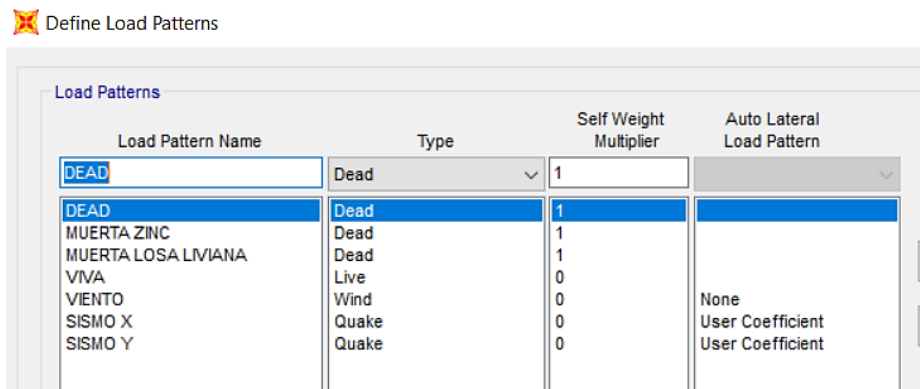 Define Load Patterns
Load Patterns
Self Weight Auto Lateral
Load Pattern Name Type Multiplier Load Pattern
DEAD Dead 1
DEAD Dead 1
MUERTA ZINC Dead 1
MUERTA LOSA LIVIANA Dead 1
VIVA Live 0
VIENTO Wind 0 None
SISMO X Quake 0 User Coefficient
SISMO Y Quake 0 User Coefficient